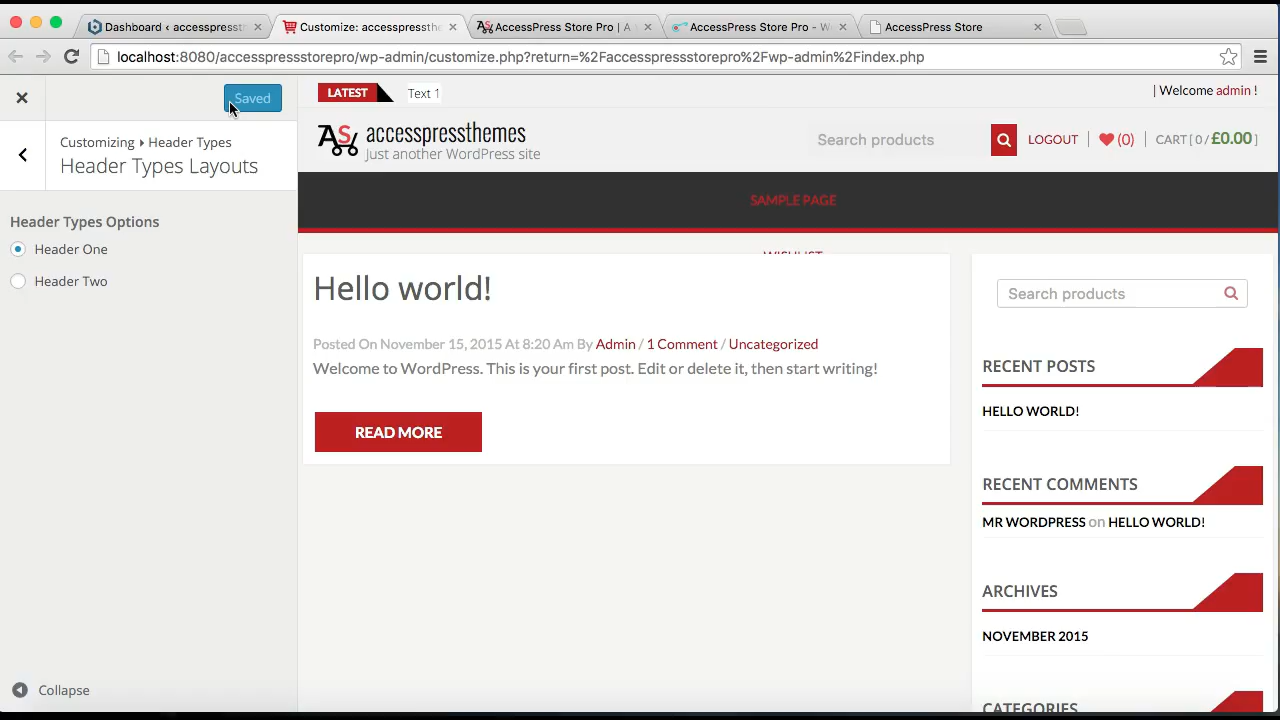 Dashboard ‹ accesspressst
Customize: accesspressthe
AccessPress Store Pro | A W
AccessPress Store Pro - Wo
AccessPress Store
localhost:8080/accesspressstorepro/wp-admin/customize.php?return=%2Faccesspressstorepro%2Fwp-admin%2Findex.php
Saved
Customizing ▸ Header Types
Header Types Layouts
Header Types Options
Header One
Header Two
Collapse
LATEST
Text 1
| Welcome admin !
AS
accesspressthemes
Just another WordPress site
Search products
LOGOUT
(0)
CART [ 0 / £0.00 ]
SAMPLE PAGE
WISHLIST
Hello world!
Posted On November 15, 2015 At 8:20 Am By Admin / 1 Comment / Uncategorized
Welcome to WordPress. This is your first post. Edit or delete it, then start writing!
READ MORE
Search products
RECENT POSTS
HELLO WORLD!
RECENT COMMENTS
MR WORDPRESS on HELLO WORLD!
ARCHIVES
NOVEMBER 2015
CATEGORIES